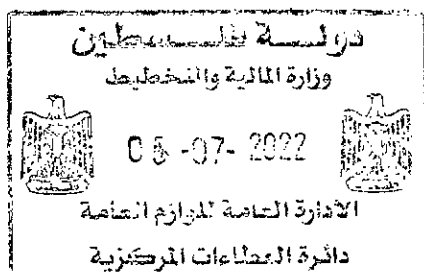 دولة فلسطين
وزارة المالية والتخطيط
05 -07- 2022
الادارة العامة للوازم العامة
دائرة العطاءات المركزية